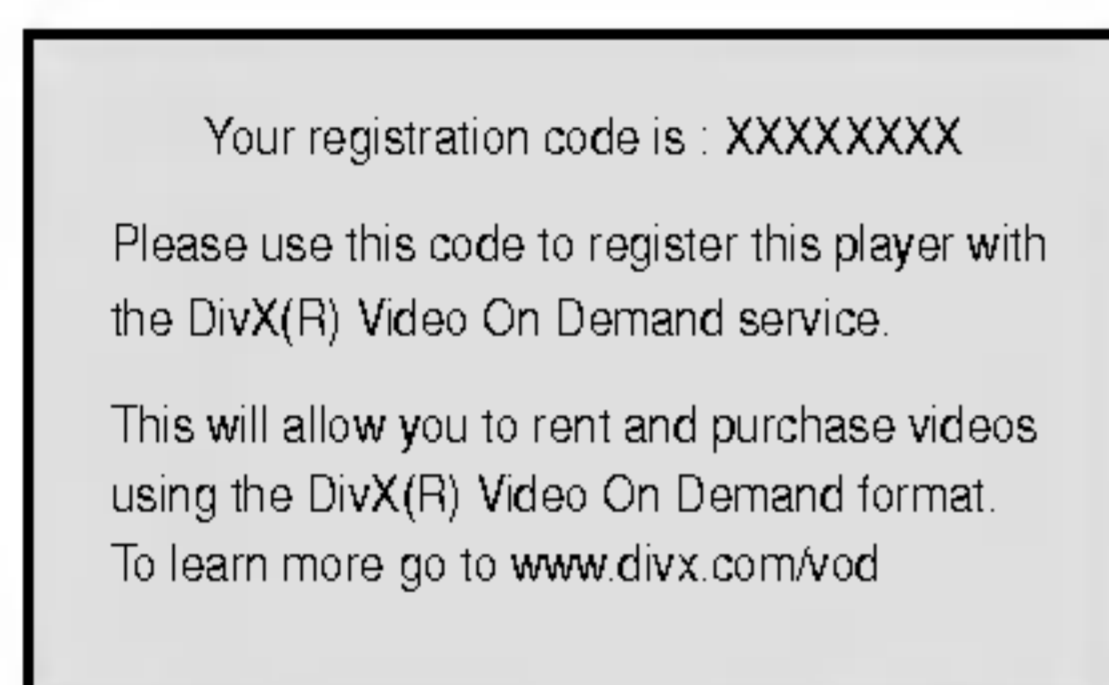 Your registration code is : XXXXXXXX
Please use this code to register this player with
the DivX(R) Video On Demand service.
This will allow you to rent and purchase videos
using the DivX(R) Video On Demand format.
To learn more go to www.divx.com/vod